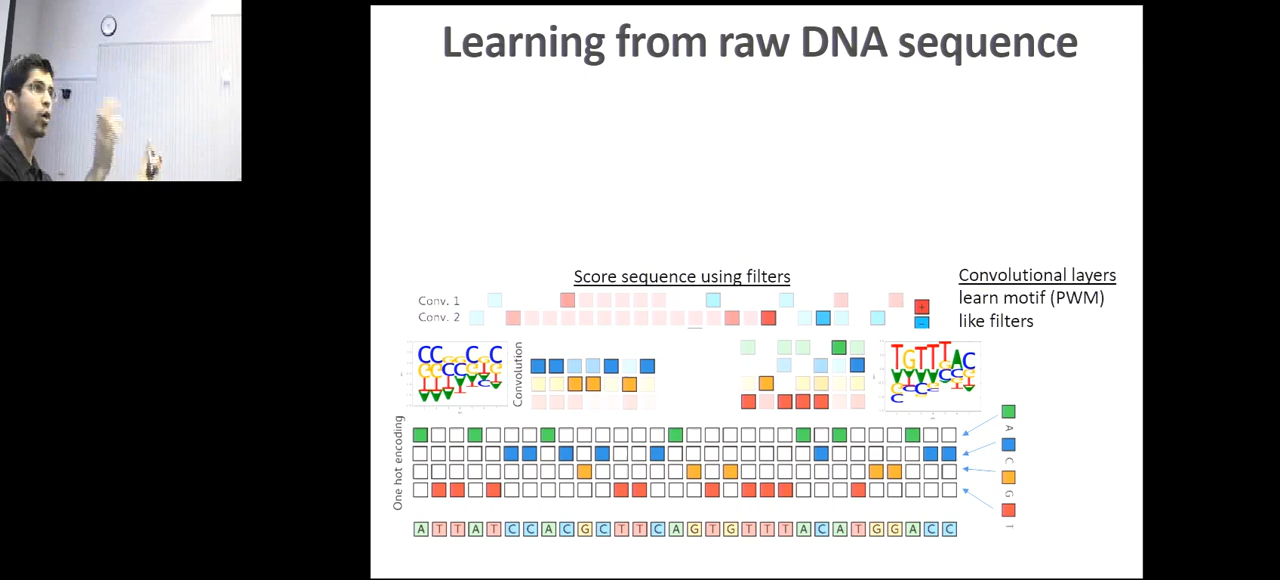 Learning from raw DNA sequence
Score sequence using filters
Convolutional layers
learn motif (PWM)
like filters
Conv. 1
Conv. 2
+
−
Convolution
TGTTTAC
One hot encoding
A
C
G
T
A T T A T C C A C G C T T C A G T G T T T A C A T G G A C C